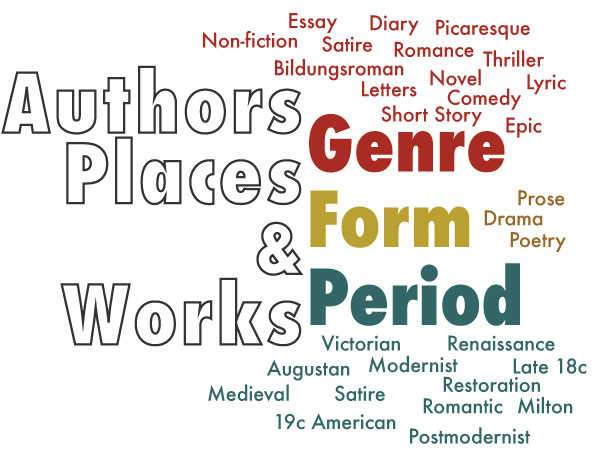 Essay Diary Picaresque
Non-fiction Satire Romance
Bildungsroman Novel Thriller
Letters Comedy Lyric
Short Story Epic
Authors
Genre
Places
Form
Prose
Drama
Poetry
&
Period
Works
Victorian Renaissance
Augustan Modernist Late 18c
Medieval Satire Restoration
19c American Romantic Milton
Postmodernist